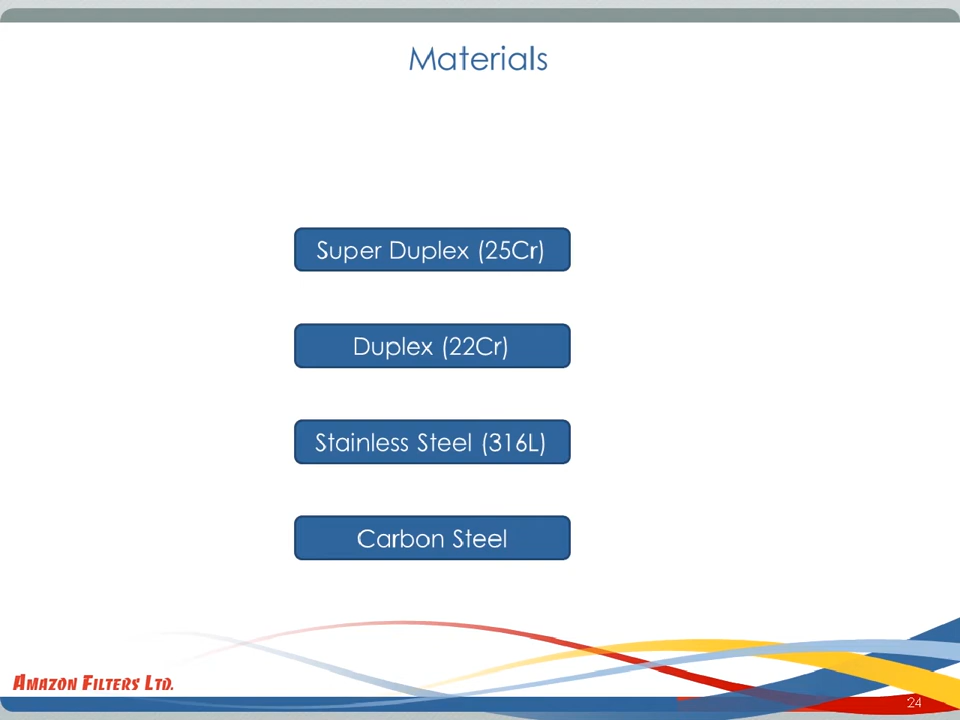 Materials
Super Duplex (25Cr)
Duplex (22Cr)
Stainless Steel (316L)
Carbon Steel
AMAZON FILTERS LTD.
24